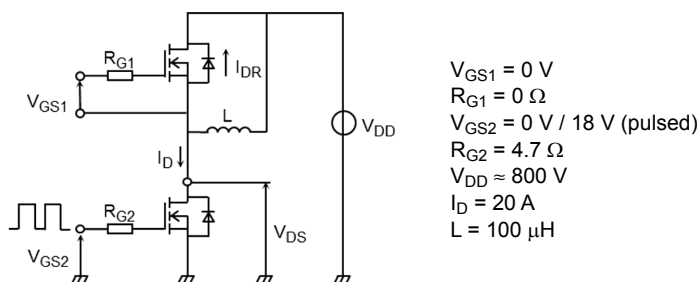 R_G1
I_DR
V_GS1
L
V_DD
I_D
R_G2
V_GS2
V_DS
V_GS1 = 0 V
R_G1 = 0 Ω
V_GS2 = 0 V / 18 V (pulsed)
R_G2 = 4.7 Ω
V_DD ≈ 800 V
I_D = 20 A
L = 100 μH